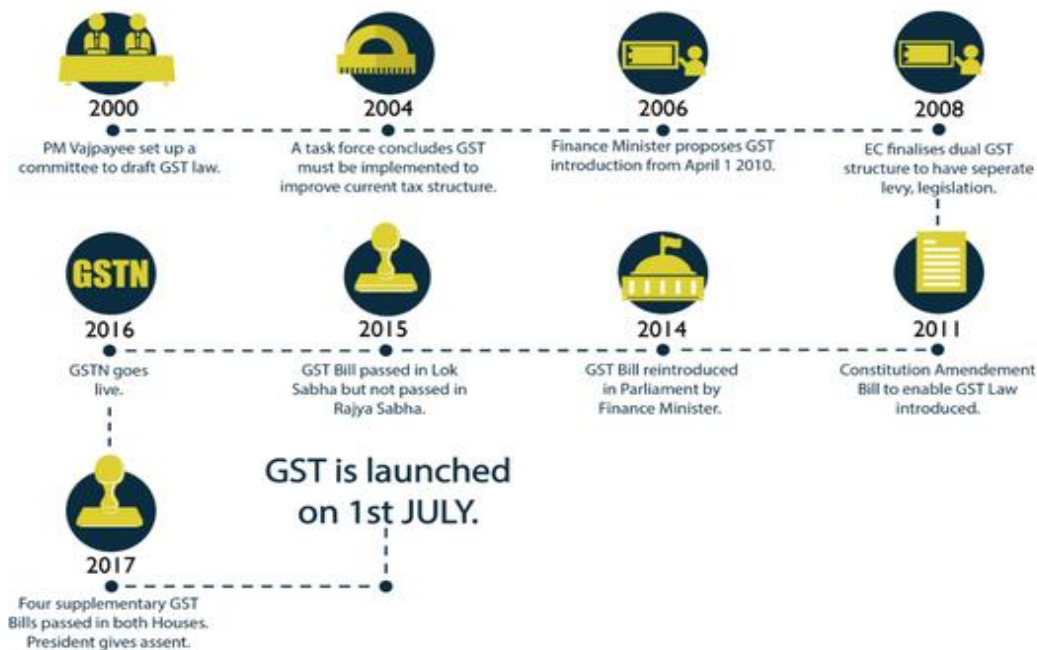 2000
PM Vajpayee set up a
committee to draft GST law.
2004
A task force concludes GST
must be implemented to
improve current tax structure.
2006
Finance Minister proposes GST
introduction from April 1 2010.
2008
EC finalises dual GST
structure to have seperate
levy, legislation.
2011
Constitution Amendement
Bill to enable GST Law
introduced.
2014
GST Bill reintroduced
in Parliament by
Finance Minister.
2015
GST Bill passed in Lok
Sabha but not passed in
Rajya Sabha.
GSTN
2016
GSTN goes
live.
2017
Four supplementary GST
Bills passed in both Houses.
President gives assent.
GST is launched
on 1st JULY.